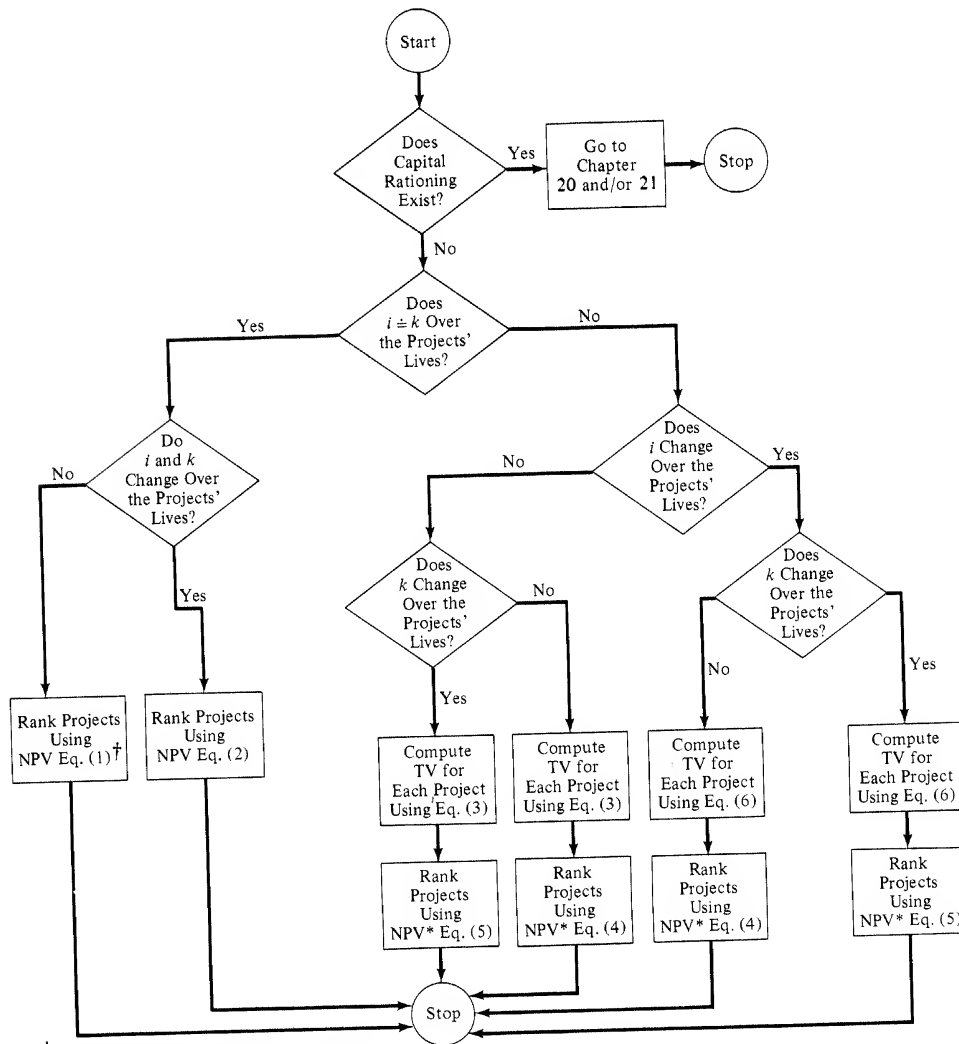 Start
Does
Capital
Rationing
Exist?
Yes
Go to
Chapter
20 and/or 21
Stop
No
Does
i ≐ k Over
the Projects'
Lives?
Yes
No
Do
i and k
Change Over
the Projects'
Lives?
No
Yes
Does
i Change
Over the
Projects'
Lives?
No
Yes
Does
k Change
Over the
Projects'
Lives?
No
Yes
Does
k Change
Over the
Projects'
Lives?
No
Yes
Rank Projects
Using
NPV Eq. (1)†
Rank Projects
Using
NPV Eq. (2)
Compute
TV for
Each Project
Using Eq. (3)
Compute
TV for
Each Project
Using Eq. (3)
Compute
TV for
Each Project
Using Eq. (6)
Compute
TV for
Each Project
Using Eq. (6)
Rank
Projects
Using
NPV* Eq. (5)
Rank
Projects
Using
NPV* Eq. (4)
Rank
Projects
Using
NPV* Eq. (4)
Rank
Projects
Using
NPV* Eq. (5)
Stop